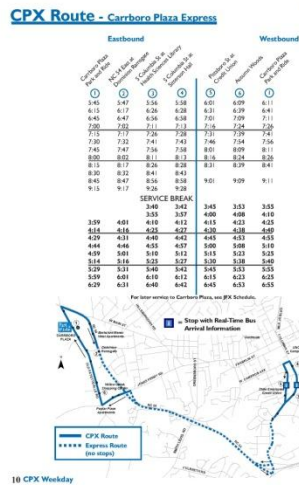 CPX Route - Carrboro Plaza Express
Eastbound Westbound
Carrboro Plaza Park and Ride
NC 54 East at
S Columbia St at Health Sciences Library
S Columbia St at
Pittsboro St at Credit Union
Autumn Woods
Carrboro Plaza Park and Ride
1 2 3 4 5 6 1
5:45 5:47 5:56 5:58 6:01 6:09 6:11
6:15 6:17 6:26 6:28 6:31 6:39 6:41
6:45 6:47 6:56 6:58 7:01 7:09 7:11
7:00 7:02 7:11 7:13 7:16 7:24 7:26
7:15 7:17 7:26 7:28 7:31 7:39 7:41
7:30 7:32 7:41 7:43 7:46 7:54 7:56
7:45 7:47 7:56 7:58 8:01 8:09 8:11
8:00 8:02 8:11 8:13 8:16 8:24 8:26
8:15 8:17 8:26 8:28 8:31 8:39 8:41
8:30 8:32 8:41 8:43
8:45 8:47 8:56 8:58 9:01 9:09 9:11
9:15 9:17 9:26 9:28
SERVICE BREAK
3:40 3:42 3:45 3:53 3:55
3:55 3:57 4:00 4:08 4:10
3:59 4:01 4:10 4:12 4:15 4:23 4:25
4:14 4:16 4:25 4:27 4:30 4:38 4:40
4:29 4:31 4:40 4:42 4:45 4:53 4:55
4:44 4:46 4:55 4:57 5:00 5:08 5:10
4:59 5:01 5:10 5:12 5:15 5:23 5:25
5:14 5:16 5:25 5:27 5:30 5:38 5:40
5:29 5:31 5:40 5:42 5:45 5:53 5:55
5:59 6:01 6:10 6:12 6:15 6:23 6:25
6:29 6:31 6:40 6:42 6:45 6:53 6:55
For later service to Carrboro Plaza, see JFX Schedule.
= Stop with Real-Time Bus
Arrival Information
CARRBORO
PLAZA
CPX Route
Express Route
(no stops)
10 CPX Weekday